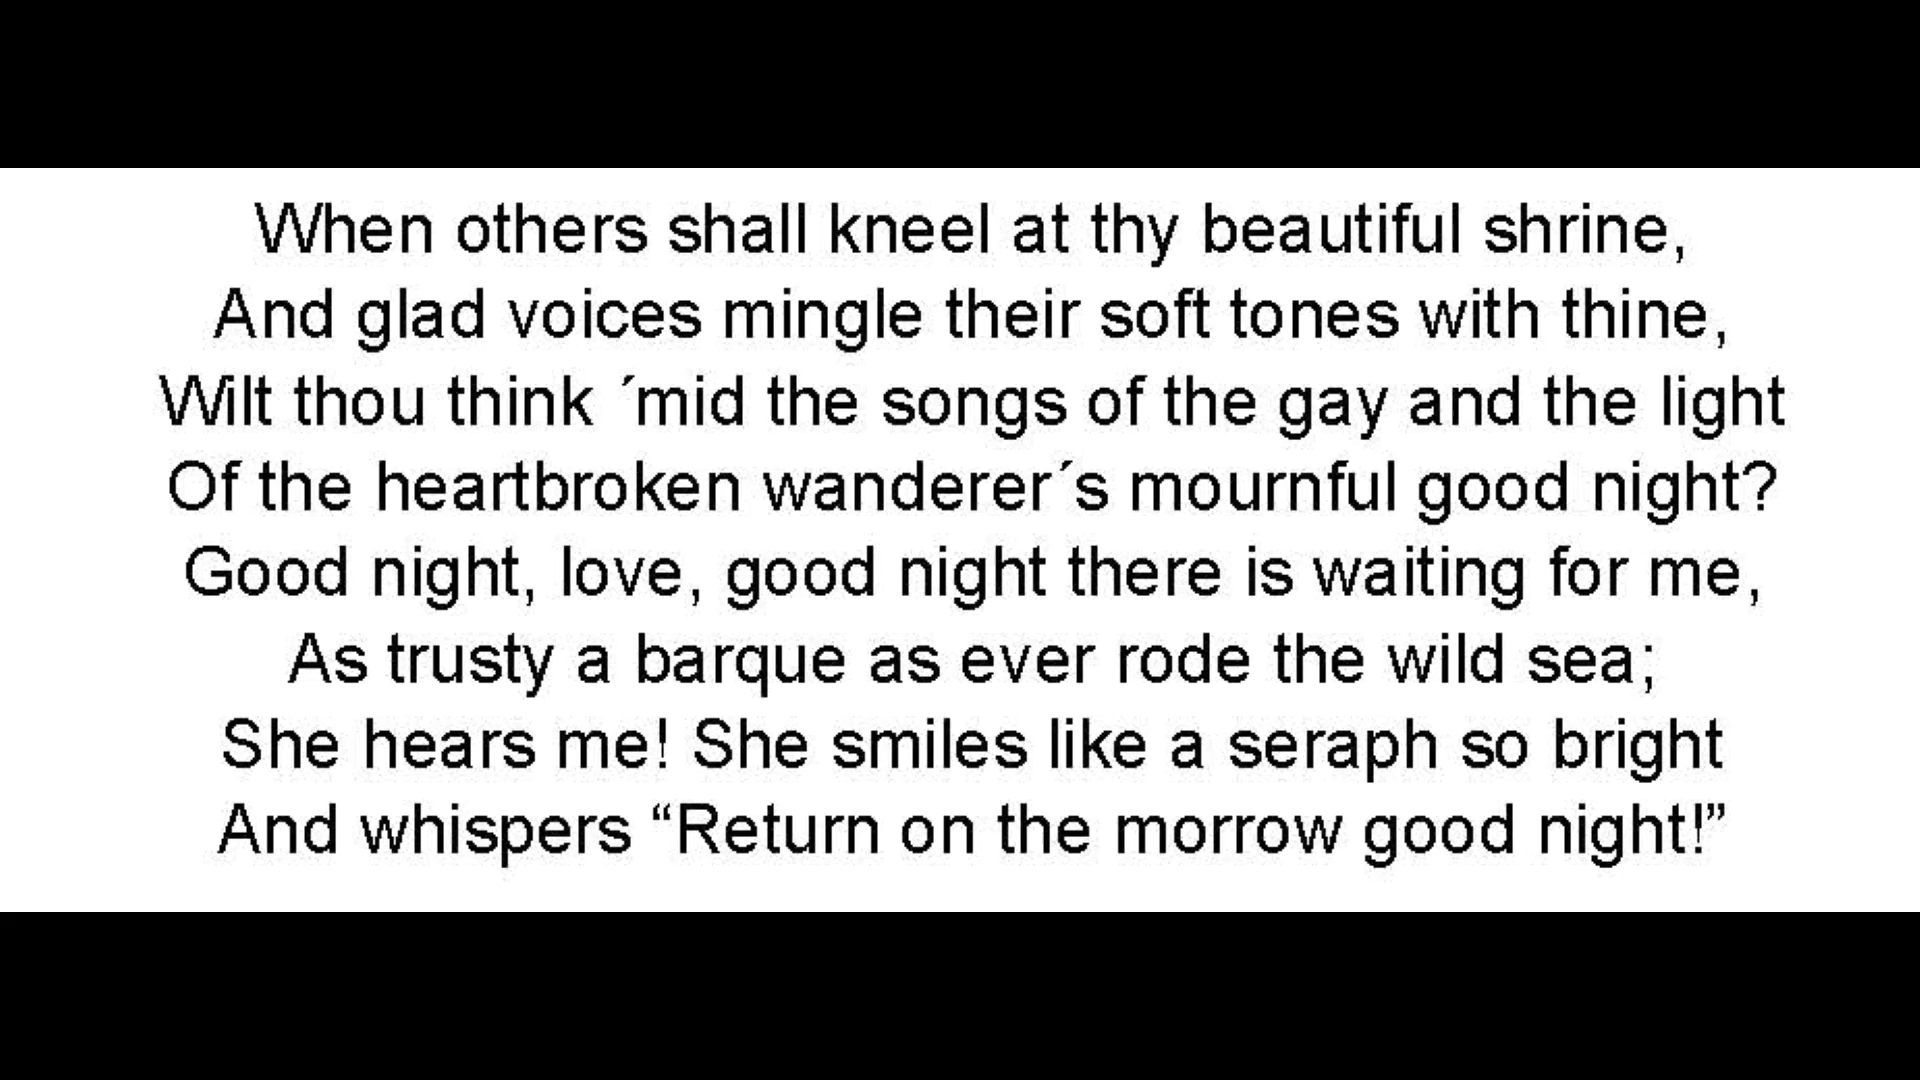 When others shall kneel at thy beautiful shrine,
And glad voices mingle their soft tones with thine,
Wilt thou think ´mid the songs of the gay and the light
Of the heartbroken wanderer´s mournful good night?
Good night, love, good night there is waiting for me,
As trusty a barque as ever rode the wild sea;
She hears me! She smiles like a seraph so bright
And whispers “Return on the morrow good night!”